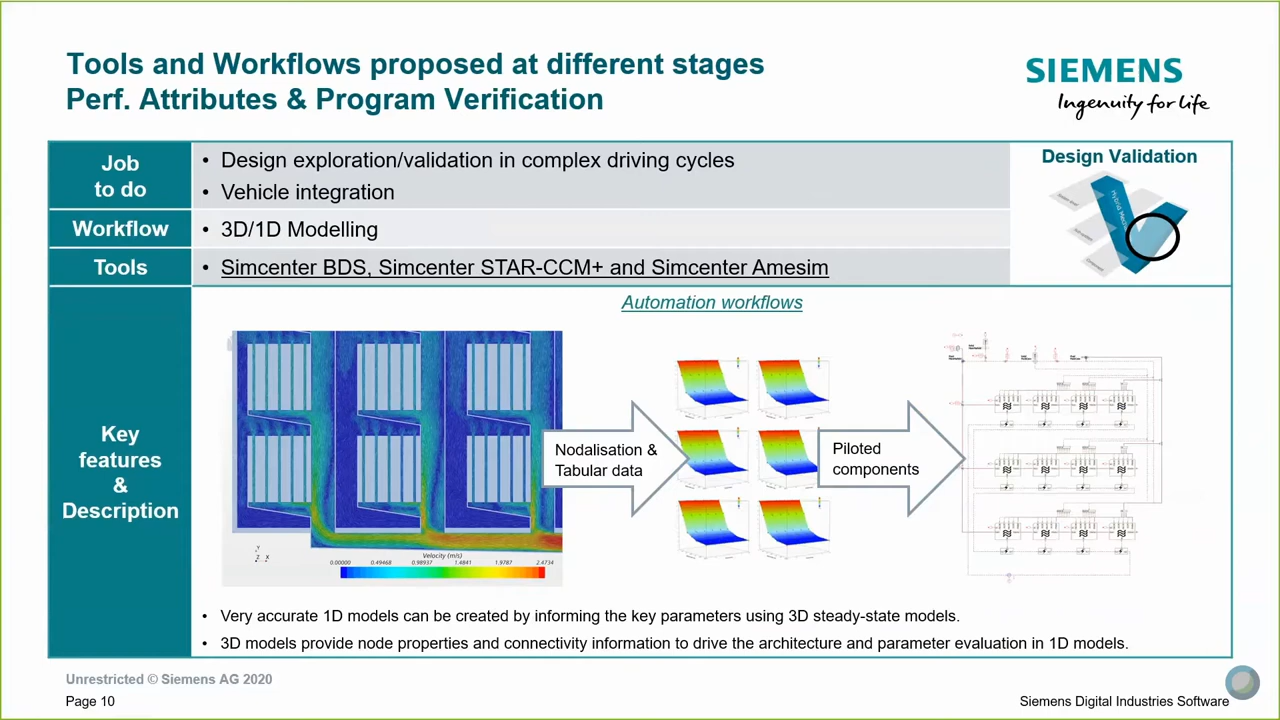 Tools and Workflows proposed at different stages
Perf. Attributes & Program Verification
SIEMENS
Ingenuity for life
Job
to do
• Design exploration/validation in complex driving cycles
• Vehicle integration
Design Validation
Workflow
• 3D/1D Modelling
Tools
• Simcenter BDS, Simcenter STAR-CCM+ and Simcenter Amesim
Automation workflows
Key
features
&
Description
Nodalisation &
Tabular data
Piloted
components
Y
Z X
Velocity (m/s)
0.00000 0.49468 0.98937 1.4841 1.9787 2.4734
• Very accurate 1D models can be created by informing the key parameters using 3D steady-state models.
• 3D models provide node properties and connectivity information to drive the architecture and parameter evaluation in 1D models.
Unrestricted © Siemens AG 2020
Page 10
Siemens Digital Industries Software